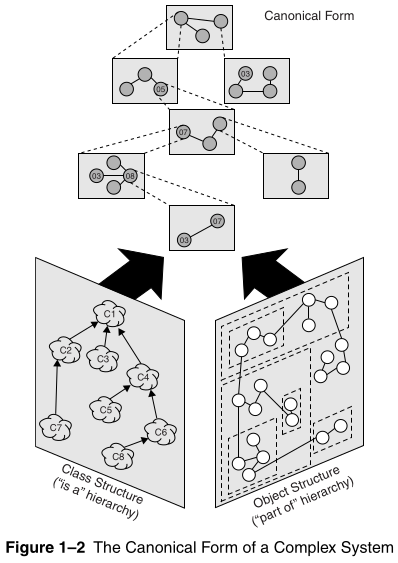 Canonical Form
05
03
07
03
08
07
03
C1
C2
C3
C4
C5
C6
C7
C8
Class Structure
(“is a” hierarchy)
Object Structure
(“part of” hierarchy)
Figure 1–2 The Canonical Form of a Complex System